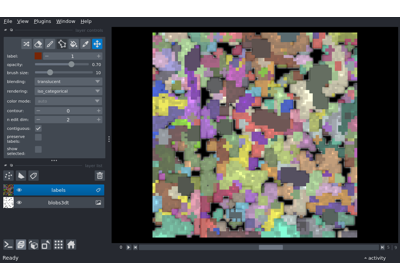 File View Plugins Window Help
label: 1
opacity: 0.70
brush size: 10
blending: translucent
rendering: iso_categorical
color mode:
contour: 0
n edit dim: 2
contiguous:
preserve
labels:
show
selected:
labels
blobs3dt
0
Ready
activity